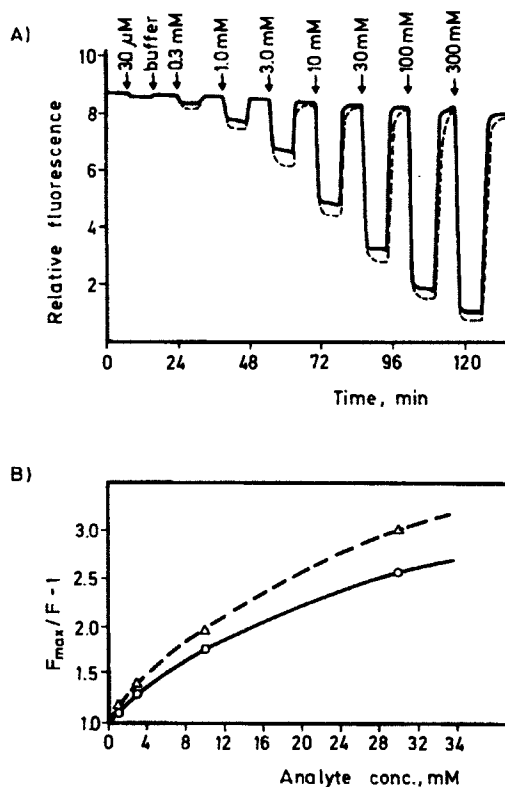 A)
30 µM
buffer
0.3 mM
1.0 mM
3.0 mM
10 mM
30 mM
100 mM
300 mM
10
8
6
4
2
Relative fluorescence
0 24 48 72 96 120
Time, min
B)
3.0
2.5
2.0
1.5
1.0
Fmax/F - 1
0 4 8 12 16 20 24 28 32 34
Analyte conc., mM